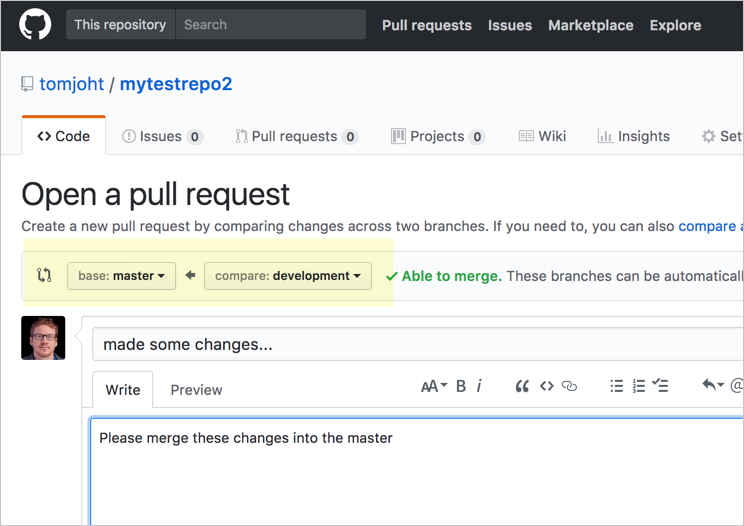 This repository Search Pull requests Issues Marketplace Explore
tomjoht / mytestrepo2
Code Issues 0 Pull requests 0 Projects 0 Wiki Insights Set
Open a pull request
Create a new pull request by comparing changes across two branches. If you need to, you can also compare a
base: master compare: development Able to merge. These branches can be automaticall
made some changes...
Write Preview AA B i @
Please merge these changes into the master